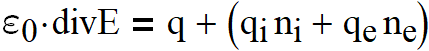 ε₀·divE = q + (qᵢ nᵢ + qₑ nₑ)